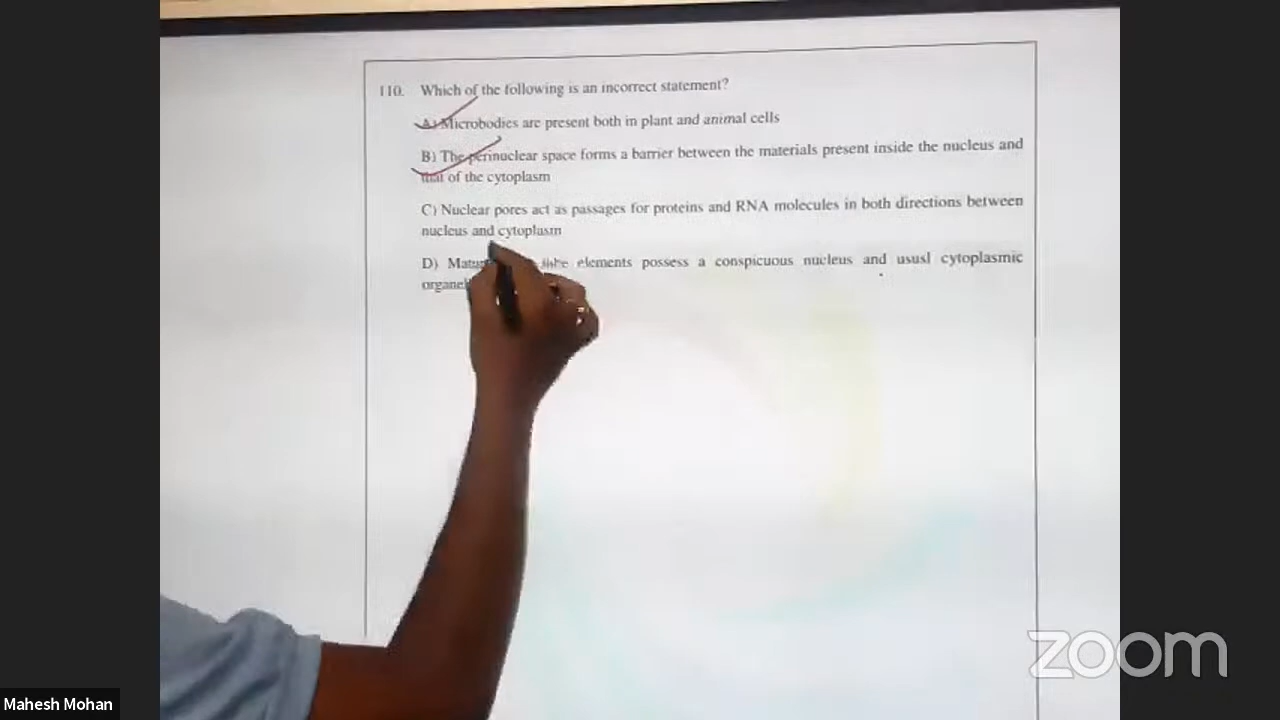 110. Which of the following is an incorrect statement?
A) Microbodies are present both in plant and animal cells
B) The perinuclear space forms a barrier between the materials present inside the nucleus and
that of the cytoplasm
C) Nuclear pores act as passages for proteins and RNA molecules in both directions between
nucleus and cytoplasm
D) elements possess a conspicuous nucleus and ususl cytoplasmic
zoom
Mahesh Mohan